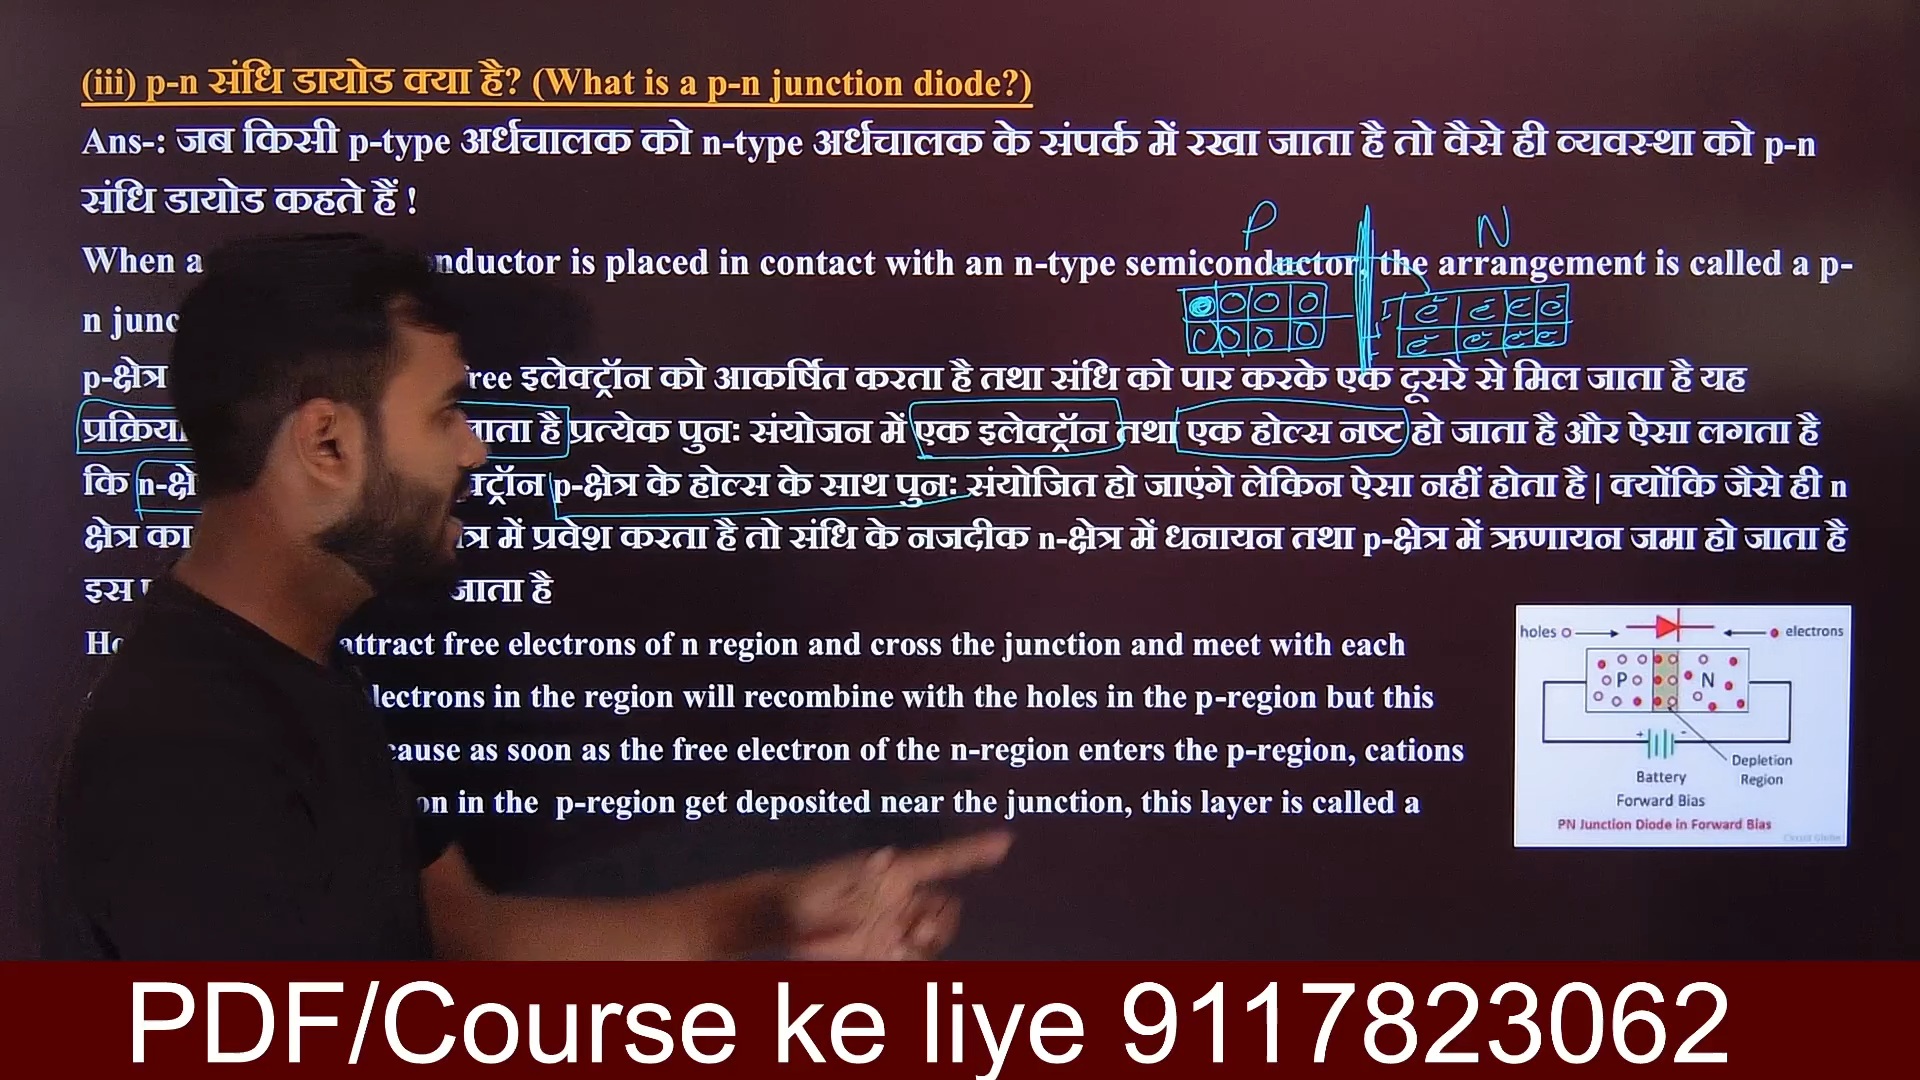 (iii) p-n संधि डायोड क्या है? (What is a p-n junction diode?)
Ans-: जब किसी p-type अर्धचालक को n-type अर्धचालक के संपर्क में रखा जाता है तो वैसे ही व्यवस्था को p-n
संधि डायोड कहते हैं !
P N
When a nductor is placed in contact with an n-type semiconductor, the arrangement is called a p-
n junc
p-क्षेत्र ree इलेक्ट्रॉन को आकर्षित करता है तथा संधि को पार करके एक दूसरे से मिल जाता है यह
प्रक्रिया लाता है प्रत्येक पुनः संयोजन में एक इलेक्ट्रॉन तथा एक होल्स नष्ट हो जाता है और ऐसा लगता है
कि n-क्षे क्ट्रॉन p-क्षेत्र के होल्स के साथ पुनः संयोजित हो जाएंगे लेकिन ऐसा नहीं होता है | क्योंकि जैसे ही n
क्षेत्र का त्र में प्रवेश करता है तो संधि के नजदीक n-क्षेत्र में धनायन तथा p-क्षेत्र में ऋणायन जमा हो जाता है
इस जाता है
Ho attract free electrons of n region and cross the junction and meet with each
lectrons in the region will recombine with the holes in the p-region but this
cause as soon as the free electron of the n-region enters the p-region, cations
on in the p-region get deposited near the junction, this layer is called a
holes electrons
P N
+ -
Depletion
Region
Battery
Forward Bias
PN Junction Diode in Forward Bias
Circuit Globe
PDF/Course ke liye 9117823062